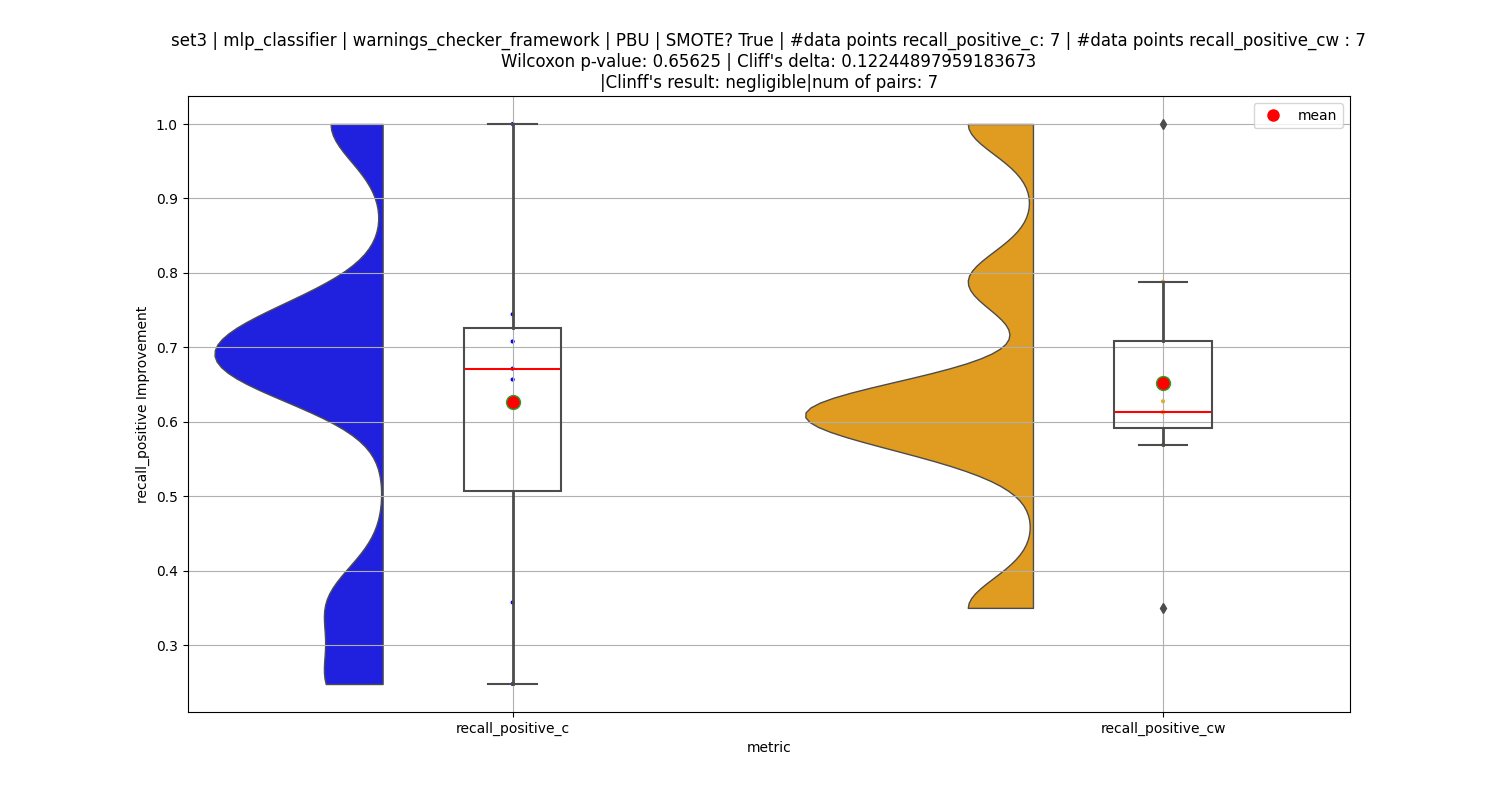 set3 | mlp_classifier | warnings_checker_framework | PBU | SMOTE? True | #data points recall_positive_c: 7 | #data points recall_positive_cw : 7
Wilcoxon p-value: 0.65625 | Cliff's delta: 0.12244897959183673
|Clinff's result: negligible|num of pairs: 7
mean
1.0
0.9
0.8
0.7
0.6
0.5
0.4
0.3
recall_positive Improvement
recall_positive_c
recall_positive_cw
metric